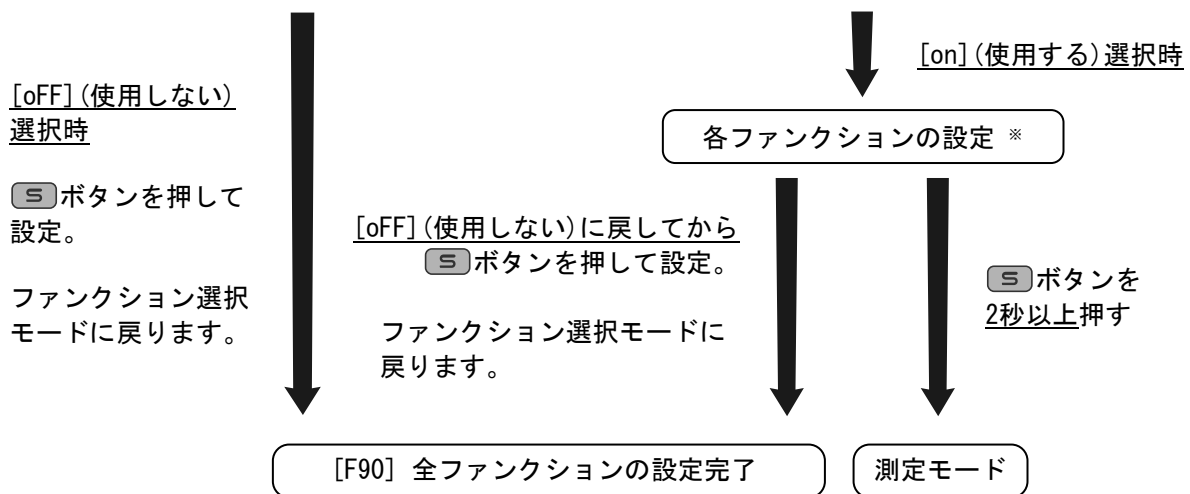 [on](使用する)選択時
[oFF](使用しない)
選択時
各ファンクションの設定 ※
Sボタンを押して
設定。
ファンクション選択
モードに戻ります。
[oFF](使用しない)に戻してから
Sボタンを押して設定。
ファンクション選択モードに
戻ります。
Sボタンを
2秒以上押す
[F90] 全ファンクションの設定完了
測定モード